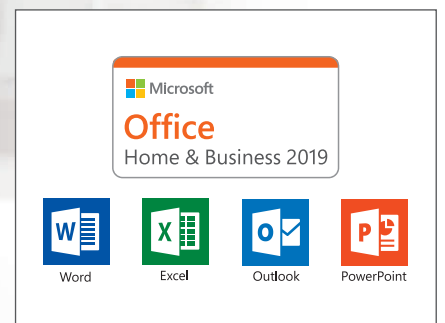 Microsoft
Office
Home & Business 2019
W
X
O
P
Word
Excel
Outlook
PowerPoint